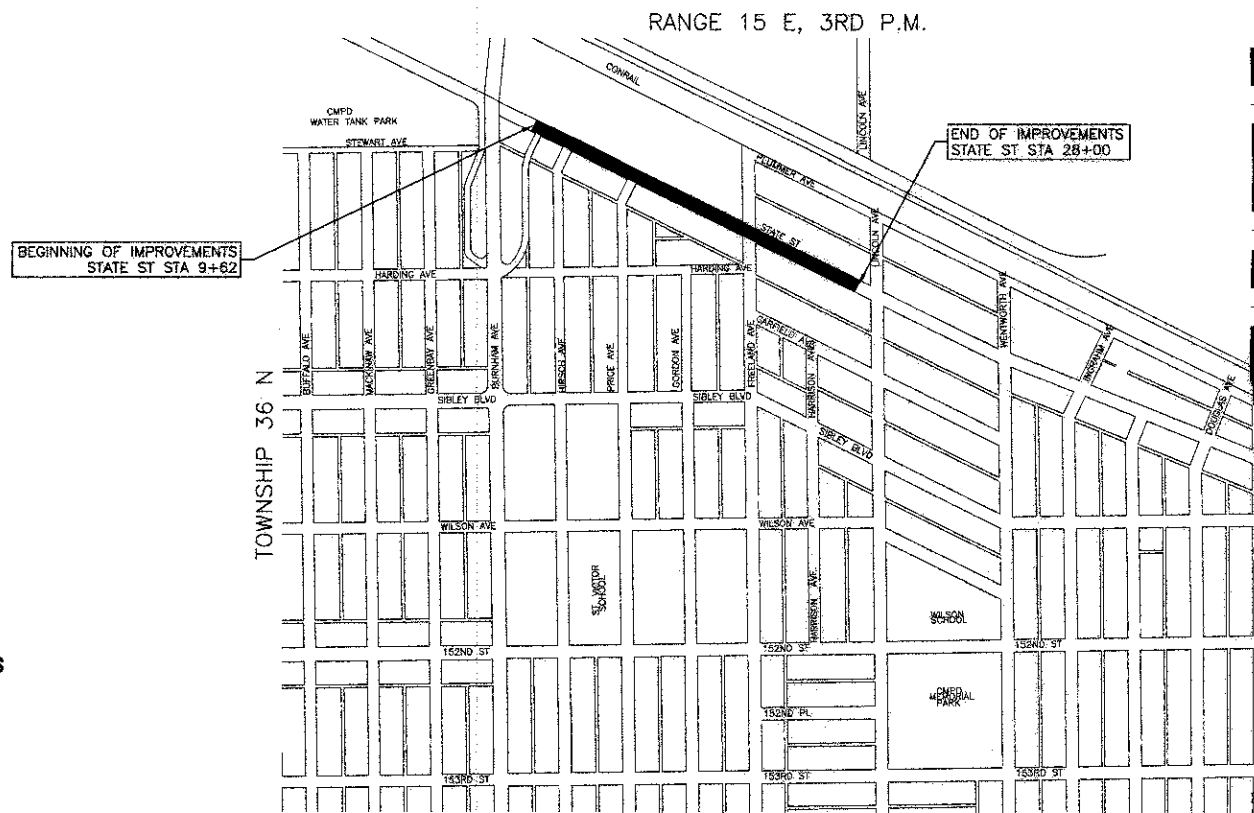 RANGE 15 E, 3RD P.M.
CONRAIL
LINCOLN AVE
CMPD
WATER TANK PARK
STEWART AVE
END OF IMPROVEMENTS
STATE ST STA 28+00
PLUMMER AVE
STATE ST
LINCOLN AVE
BEGINNING OF IMPROVEMENTS
STATE ST STA 9+62
HARDING AVE
HARDING AVE
WENTWORTH AVE
BUFFALO AVE
MACKINAW AVE
GREENBAY AVE
BURNHAM AVE
HIRSCH AVE
PRICE AVE
GORDON AVE
FREELAND AVE
GARFIELD AVE
HARRISON AVE
INGRAHAM AVE
DOUGLAS AVE
SIBLEY BLVD
SIBLEY BLVD
SIBLEY BLVD
TOWNSHIP 36 N
WILSON AVE
WILSON AVE
ST. VICTOR
SCHOOL
HARRISON AVE
WILSON
SCHOOL
152ND ST
152ND ST
152ND ST
CMPD
MEMORIAL
PARK
152ND PL
153RD ST
153RD ST
153RD ST
S